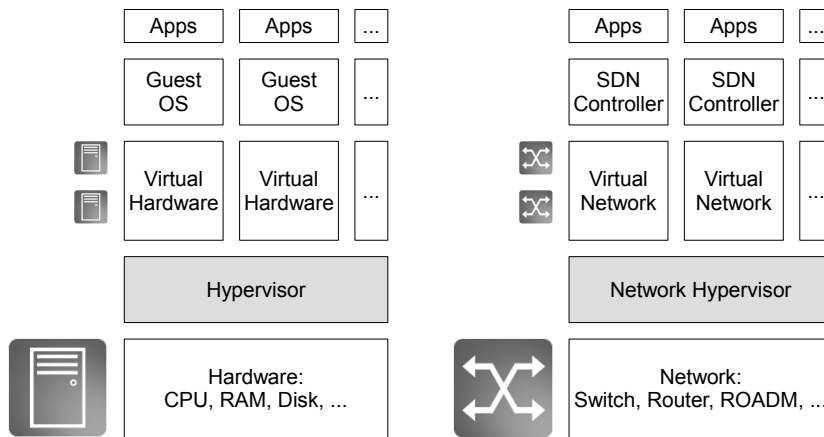 Apps
Apps
...
Guest
OS
Guest
OS
...
Virtual
Hardware
Virtual
Hardware
...
Hypervisor
Hardware:
CPU, RAM, Disk, ...
Apps
Apps
...
SDN
Controller
SDN
Controller
...
Virtual
Network
Virtual
Network
...
Network Hypervisor
Network:
Switch, Router, ROADM, ...